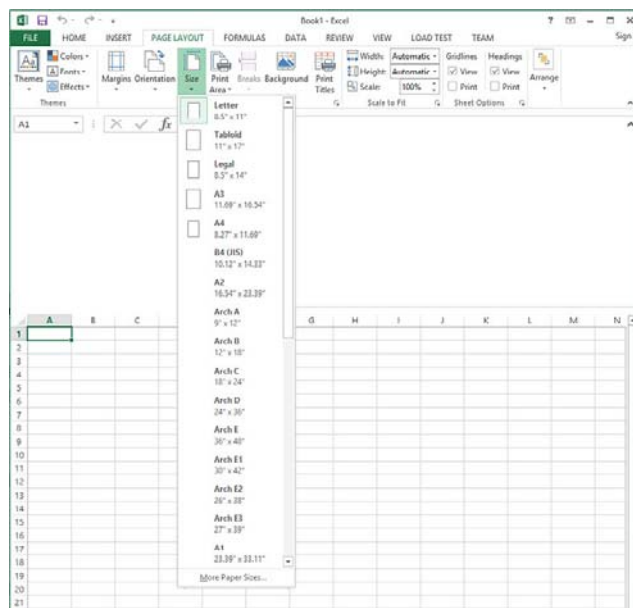 Book1 - Excel
?
FILE HOME INSERT PAGE LAYOUT FORMULAS DATA REVIEW VIEW LOAD TEST TEAM Sign
Aa
Themes
Colors
A Fonts
Effects
Themes
Margins Orientation Size Print Area Breaks Background Print Titles
Width: Automatic
Height: Automatic
Scale: 100%
Scale to Fit
Gridlines Headings
View View
Print Print
Sheet Options
Arrange
A1 fx
Letter
8.5" x 11"
Tabloid
11" x 17"
Legal
8.5" x 14"
A3
11.69" x 16.54"
A4
8.27" x 11.69"
B4 (JIS)
10.12" x 14.33"
A2
16.54" x 23.39"
Arch A
9" x 12"
Arch B
12" x 18"
Arch C
18" x 24"
Arch D
24" x 36"
Arch E
36" x 48"
Arch E1
30" x 42"
Arch E2
26" x 38"
Arch E3
27" x 39"
A1
23.39" x 33.11"
More Paper Sizes...
A B C G H I J K L M N
1
2
3
4
5
6
7
8
9
10
11
12
13
14
15
16
17
18
19
20
21